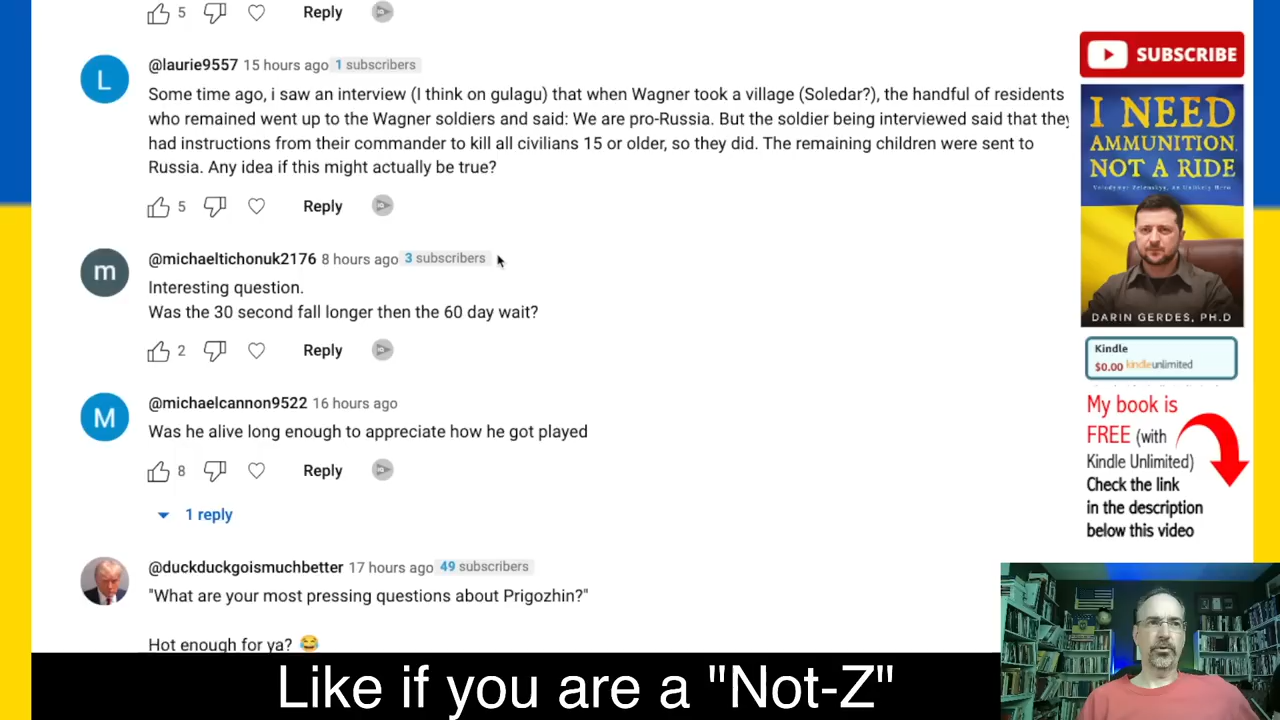 5 Reply
@laurie9557 15 hours ago 1 subscribers
Some time ago, i saw an interview (I think on gulagu) that when Wagner took a village (Soledar?), the handful of residents
who remained went up to the Wagner soldiers and said: We are pro-Russia. But the soldier being interviewed said that they
had instructions from their commander to kill all civilians 15 or older, so they did. The remaining children were sent to
Russia. Any idea if this might actually be true?
5 Reply
@michaeltichonuk2176 8 hours ago 3 subscribers
Interesting question.
Was the 30 second fall longer then the 60 day wait?
2 Reply
@michaelcannon9522 16 hours ago
Was he alive long enough to appreciate how he got played
8 Reply
1 reply
@duckduckgoismuchbetter 17 hours ago 49 subscribers
"What are your most pressing questions about Prigozhin?"
Hot enough for ya? 😂
L
m
M
SUBSCRIBE
I NEED
AMMUNITION,
NOT A RIDE
Volodymyr Zelenskyy, An Unlikely Hero
DARIN GERDES, PH.D
Kindle
$0.00 kindleunlimited
My book is
FREE (with
Kindle Unlimited)
Check the link
in the description
below this video
Like if you are a "Not-Z"